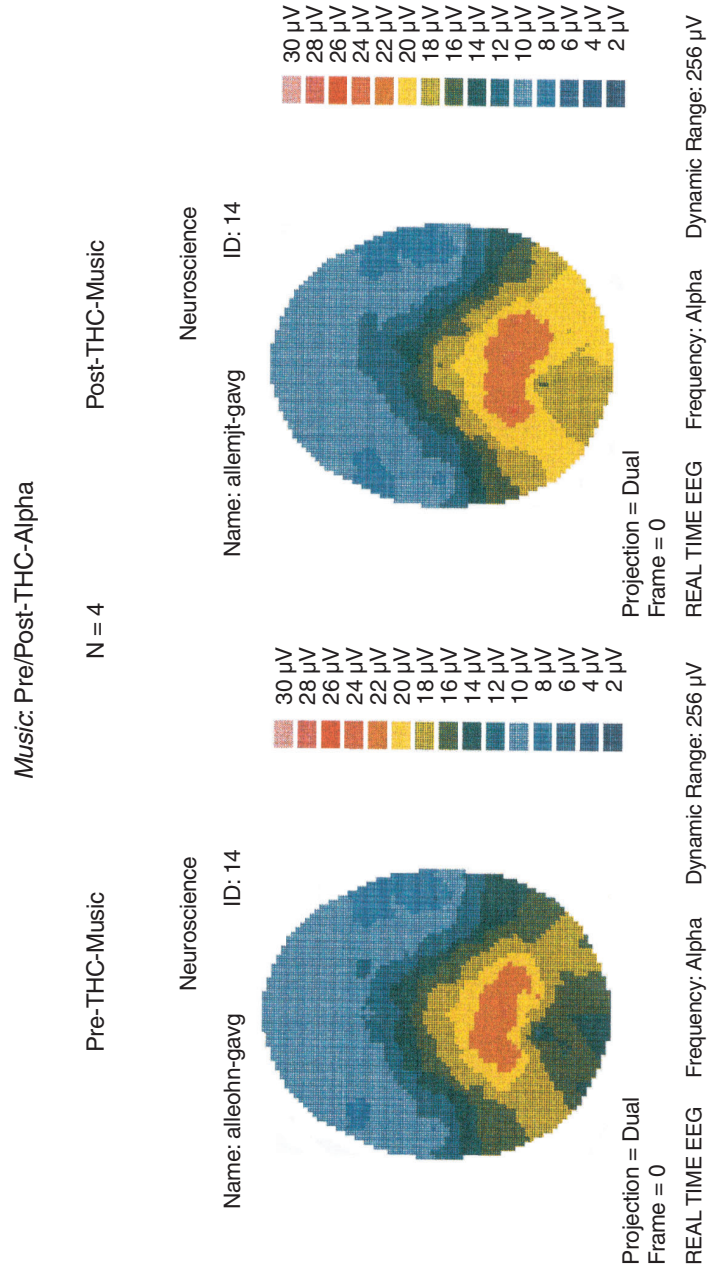 Music: Pre/Post-THC-Alpha
Pre-THC-Music
N = 4
Post-THC-Music
Neuroscience
Name: alleohn-gavg
ID: 14
30 µV
28 µV
26 µV
24 µV
22 µV
20 µV
18 µV
16 µV
14 µV
12 µV
10 µV
8 µV
6 µV
4 µV
2 µV
Projection = Dual
Frame = 0
REAL TIME EEG
Frequency: Alpha
Dynamic Range: 256 µV
Neuroscience
Name: allemjt-gavg
ID: 14
30 µV
28 µV
26 µV
24 µV
22 µV
20 µV
18 µV
16 µV
14 µV
12 µV
10 µV
8 µV
6 µV
4 µV
2 µV
Projection = Dual
Frame = 0
REAL TIME EEG
Frequency: Alpha
Dynamic Range: 256 µV